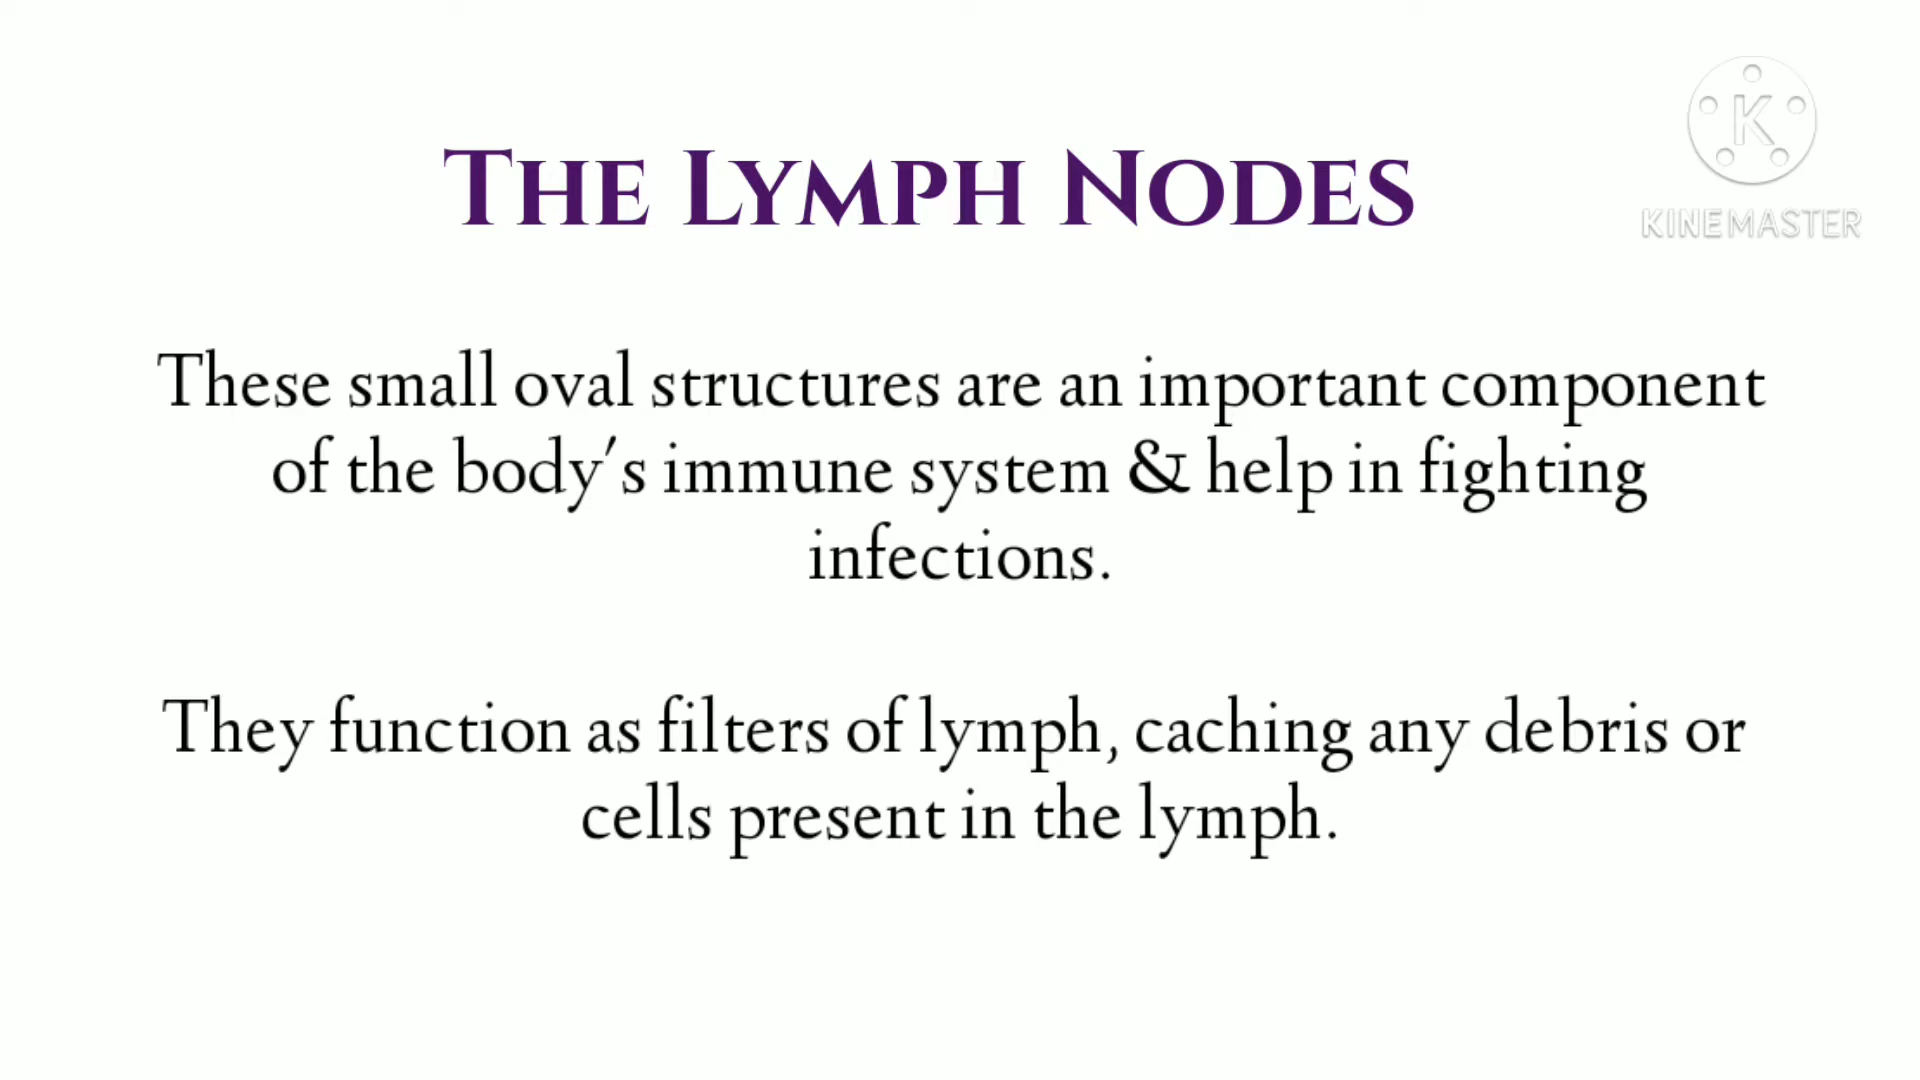 The Lymph Nodes
K
KINEMASTER
These small oval structures are an important component
of the body's immune system & help in fighting
infections.
They function as filters of lymph, caching any debris or
cells present in the lymph.